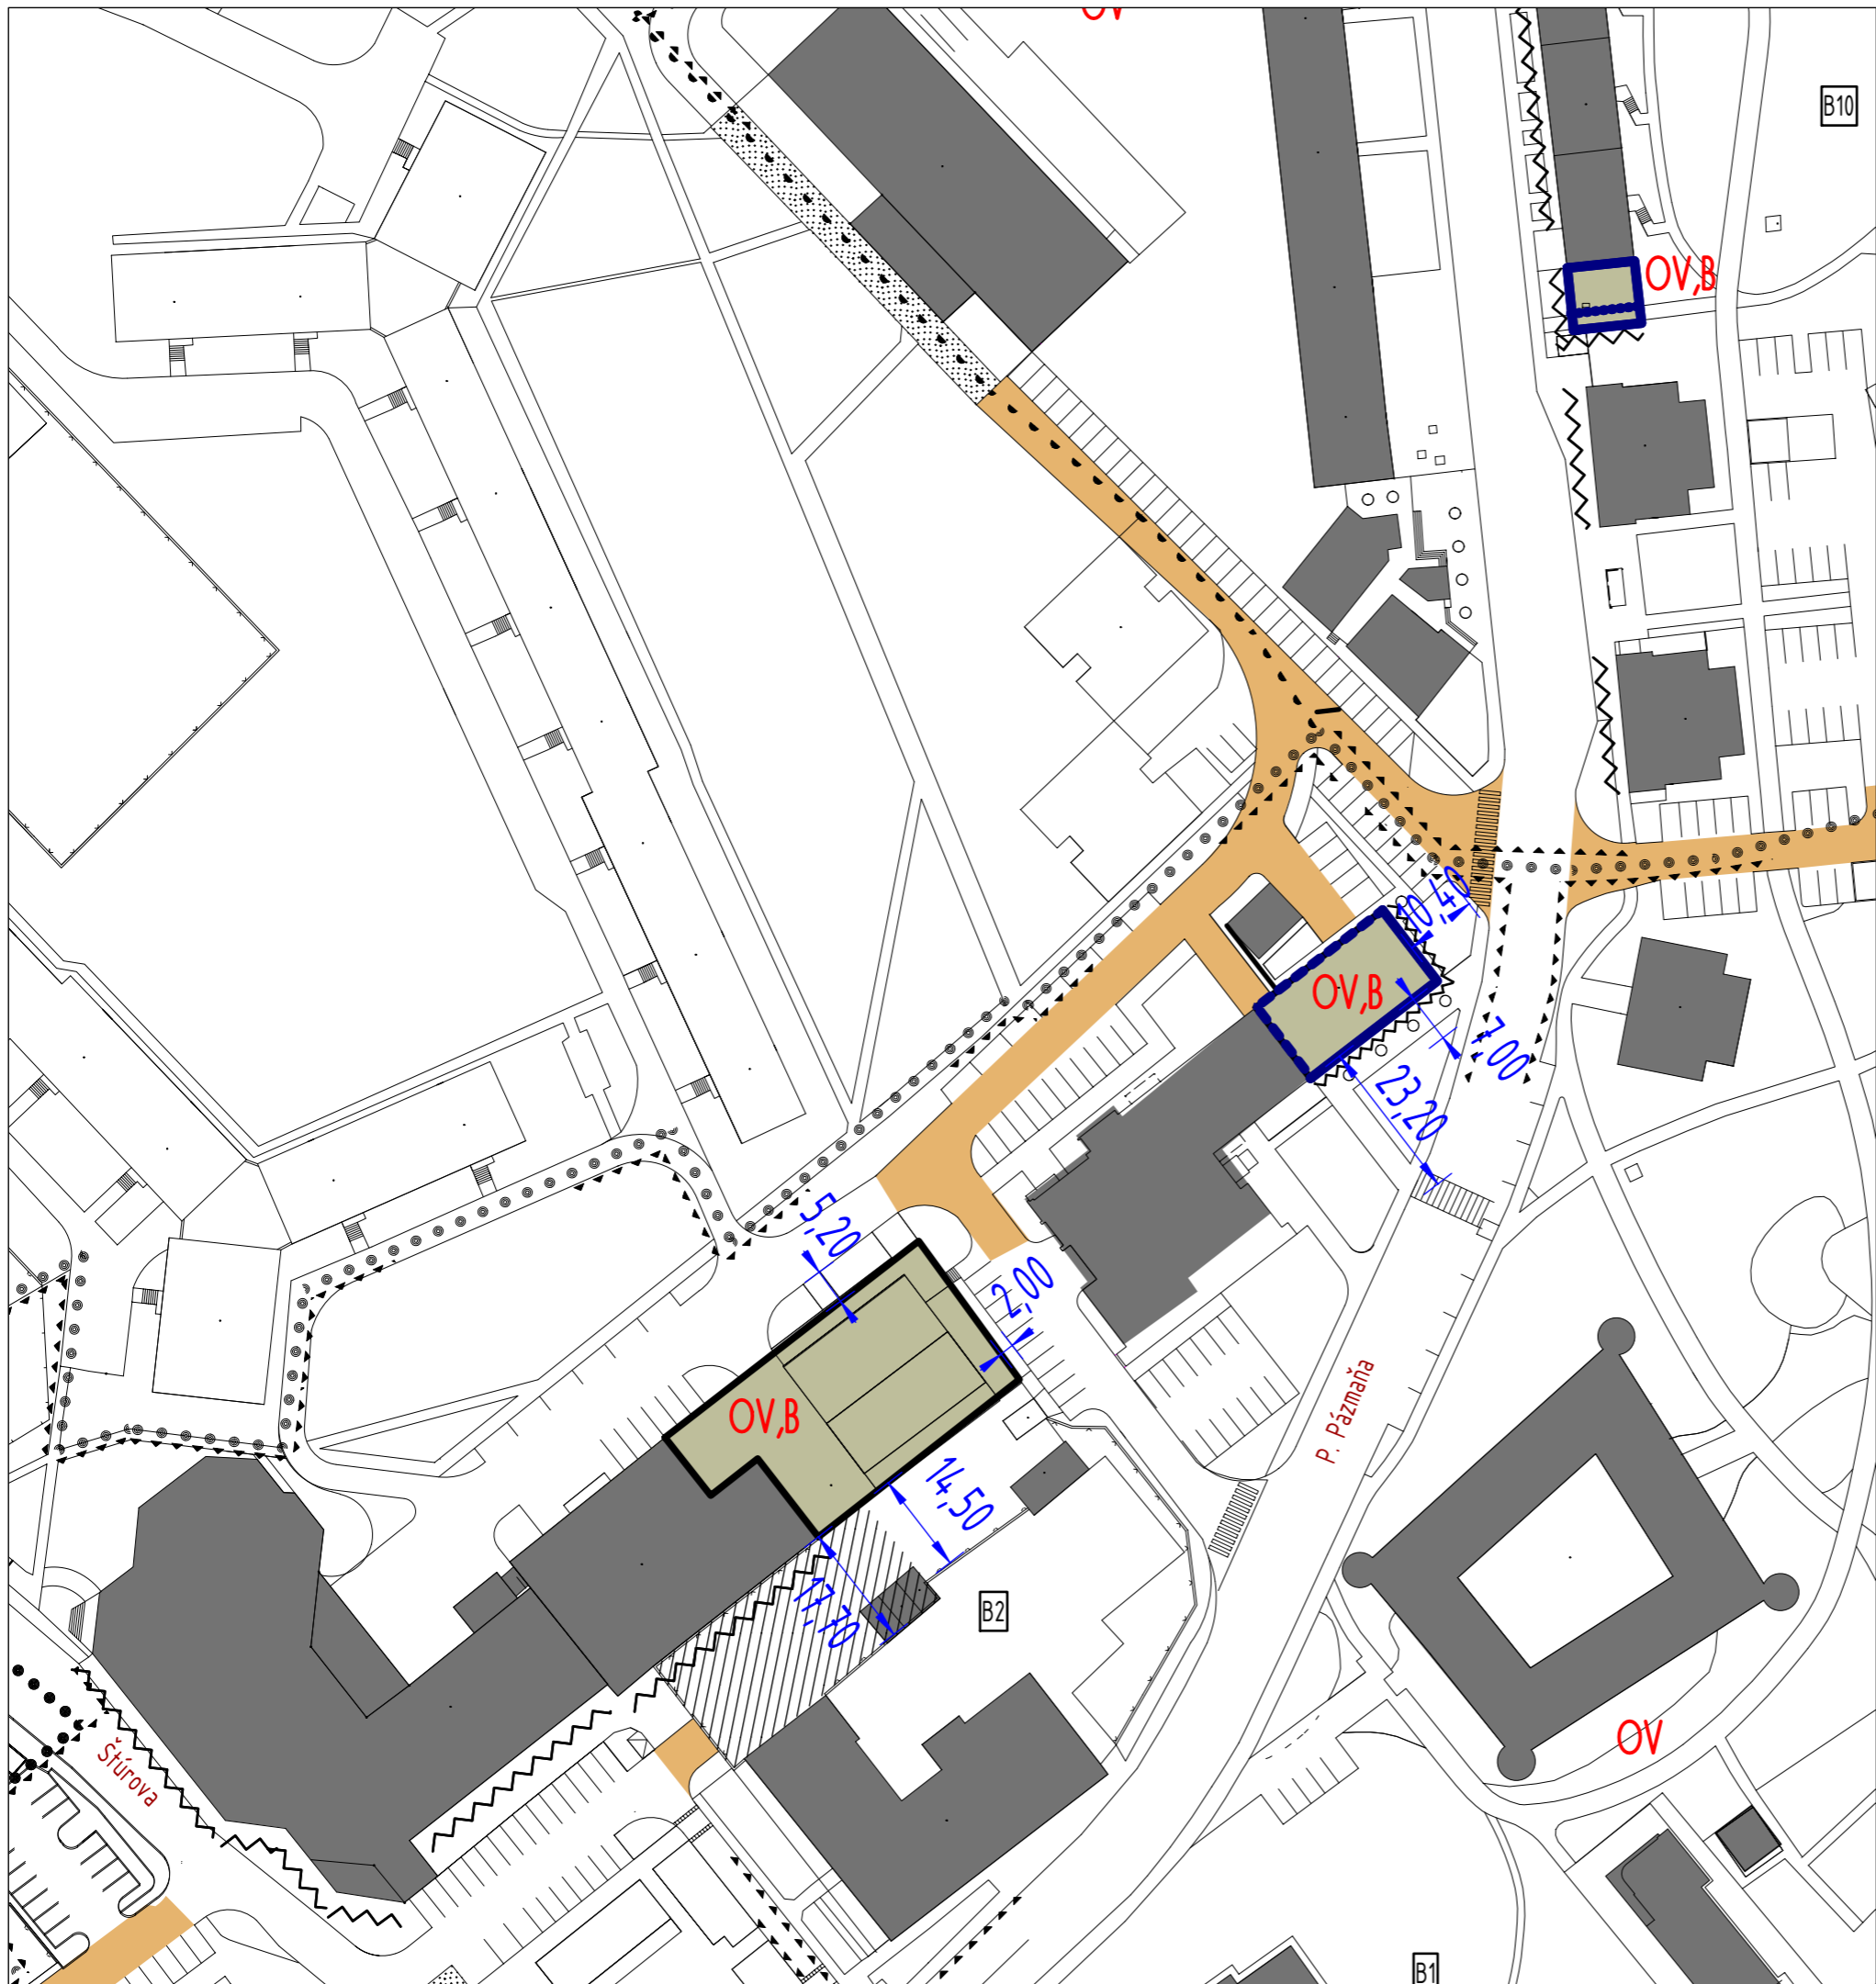 OV
B10
OV,B
10,40
OV,B
7,00
23,20
5,20
2,00
P. Pázmaňa
OV,B
14,50
17,70
B2
OV
Štúrova
B1